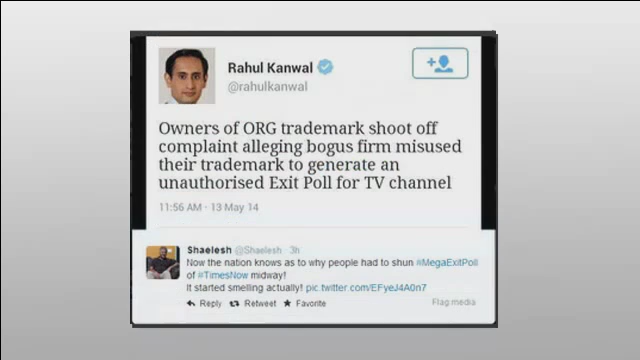 Rahul Kanwal
@rahulkanwal
Owners of ORG trademark shoot off
complaint alleging bogus firm misused
their trademark to generate an
unauthorised Exit Poll for TV channel
11:56 AM - 13 May 14
Shaelesh @Shaelesh 3h
Now the nation knows as to why people had to shun #MegaExitPoll
of #TimesNow midway!
It started smelling actually! pic.twitter.com/EFyeJ4A0n7
Reply Retweet Favorite Flag media